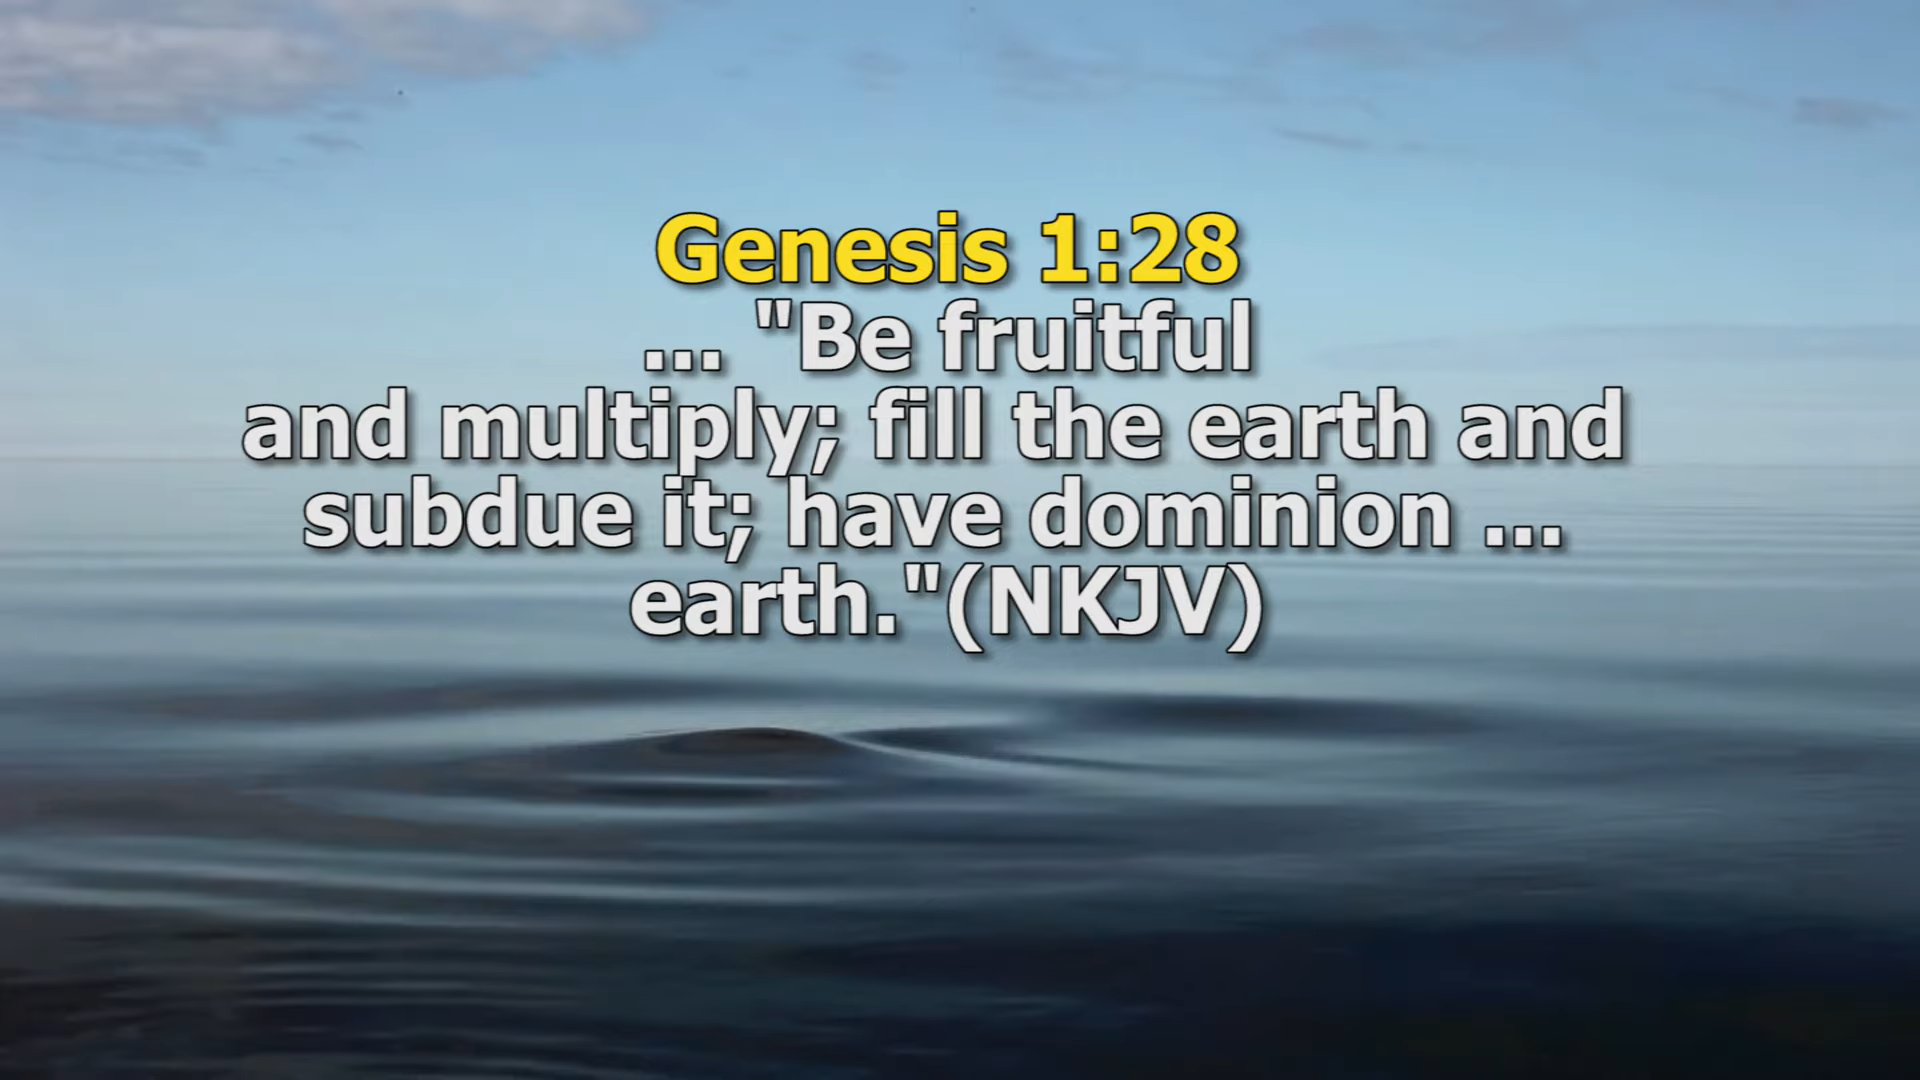 Genesis 1:28
... "Be fruitful
and multiply; fill the earth and
subdue it; have dominion ...
earth."(NKJV)